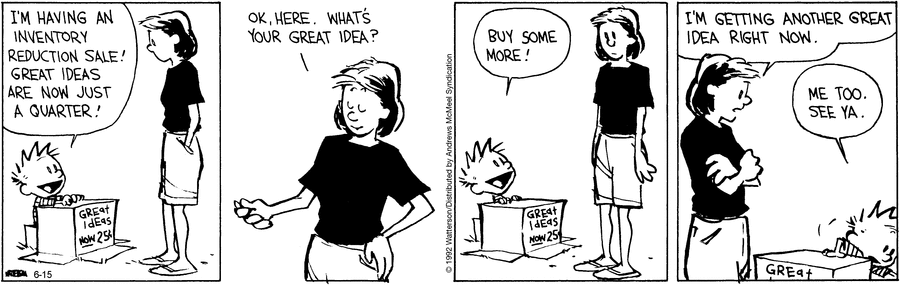 I'M HAVING AN
INVENTORY
REDUCTION SALE!
GREAT IDEAS
ARE NOW JUST
A QUARTER!
GREAt
IdEAS
NOW 25¢
6-15
OK, HERE. WHAT'S
YOUR GREAT IDEA?
© 1992 Watterson/Distributed by Andrews McMeel Syndication
BUY SOME
MORE!
GREAt
IdEAS
NOW 25¢
I'M GETTING ANOTHER GREAT
IDEA RIGHT NOW.
ME TOO.
SEE YA.
GREAt